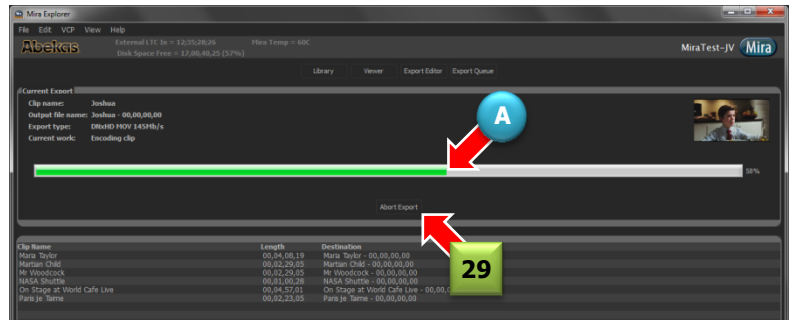 Mira Explorer
File Edit VCP View Help
Abekas
External LTC In = 12;35;28;26 Mira Temp = 60C
Disk Space Free = 17,00,40,25 (57%)
MiraTest-JV Mira
Library Viewer Export Editor Export Queue
Current Export
Clip name: Joshua
Output file name: Joshua - 00,00,00,00
Export type: DNxHD MOV 145Mb/s
Current work: Encoding clip
A
58%
Abort Export
29
Clip Name Length Destination
Maria Taylor 00,04,08,19 Maria Taylor - 00,00,00,00
Martian Child 00,02,29,05 Martian Child - 00,00,00,00
Mr Woodcock 00,02,29,05 Mr Woodcock - 00,00,00,00
NASA Shuttle 00,01,00,28 NASA Shuttle - 00,00,00,00
On Stage at World Cafe Live 00,04,57,01 On Stage at World Cafe Live - 00,00,
Paris je T'aime 00,02,23,05 Paris je T'aime - 00,00,00,00